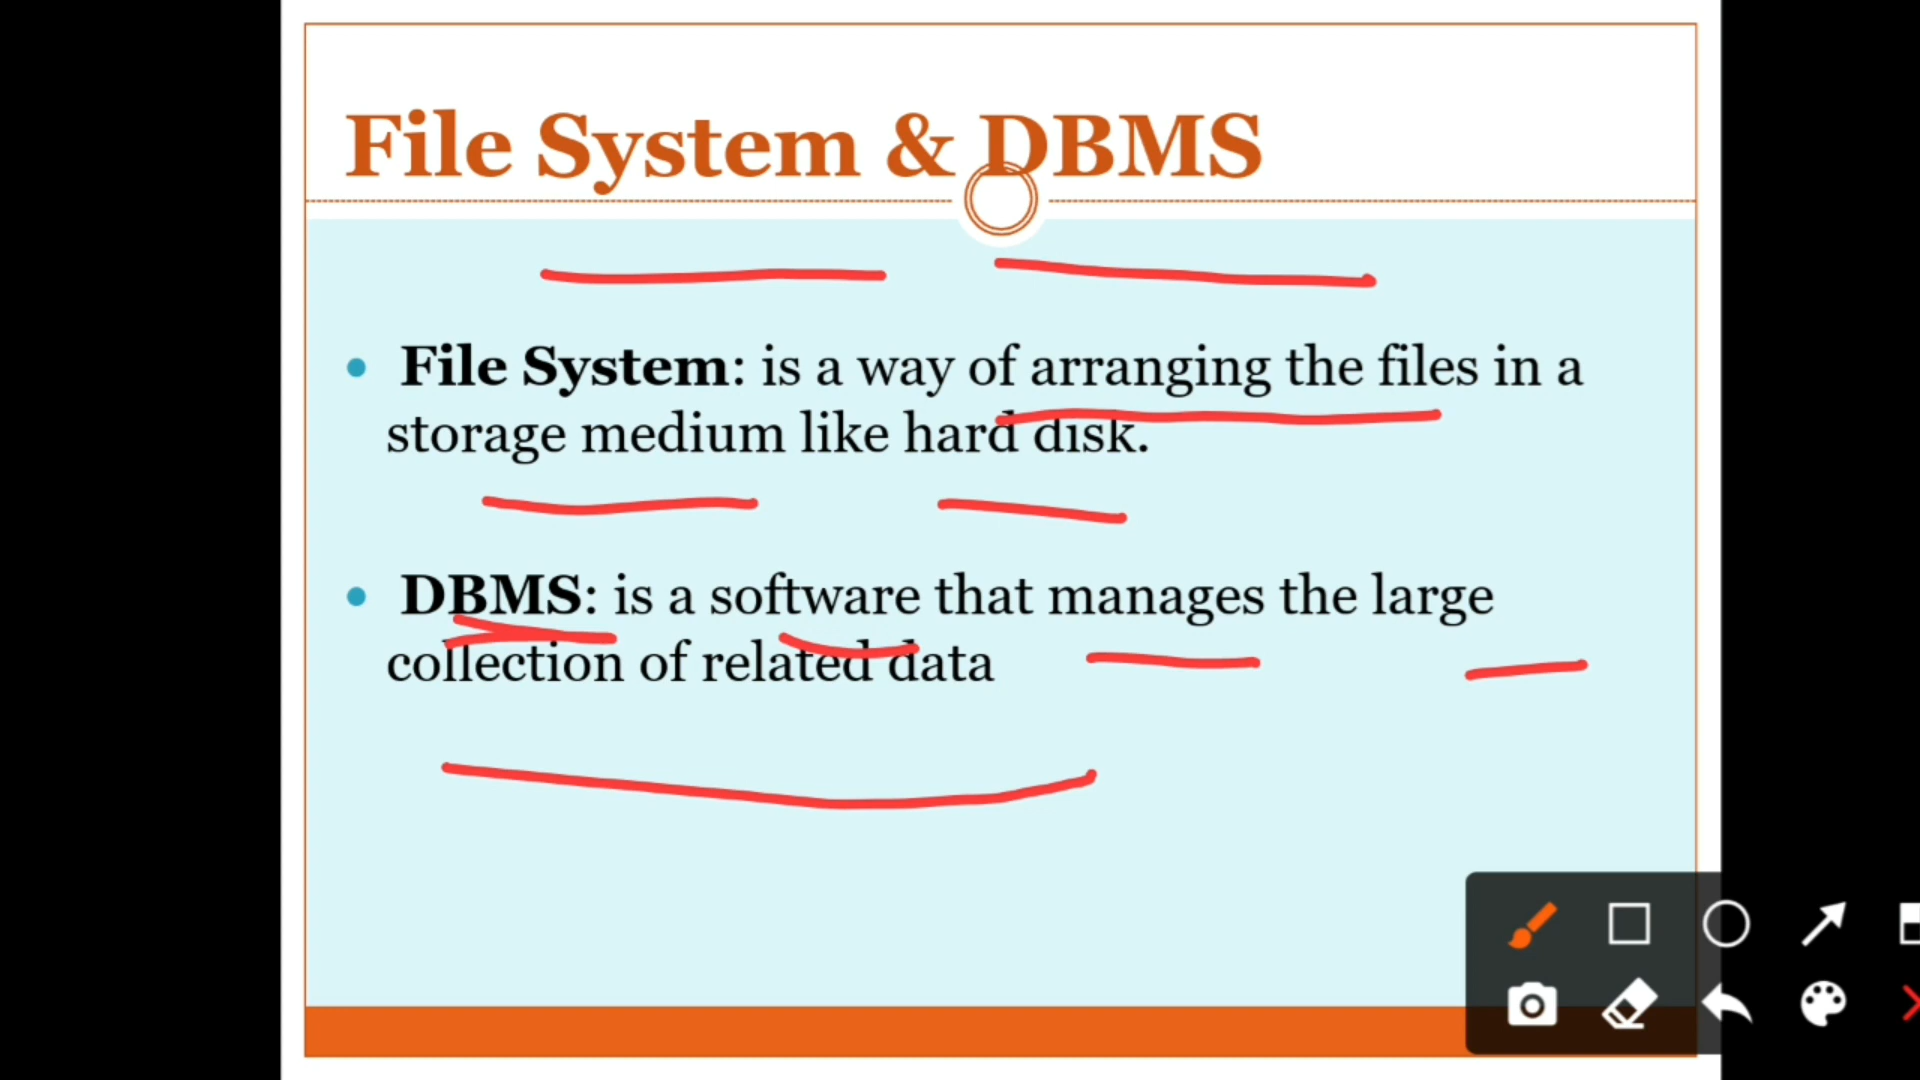 File System & DBMS
File System: is a way of arranging the files in a
storage medium like hard disk.
DBMS: is a software that manages the large
collection of related data